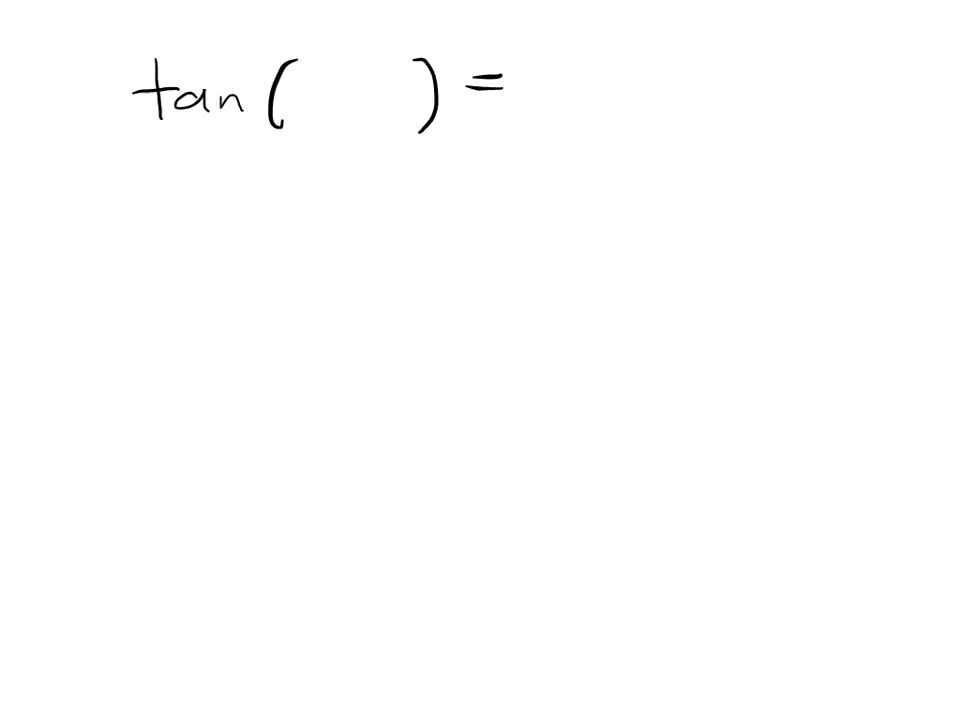 tan( ) =